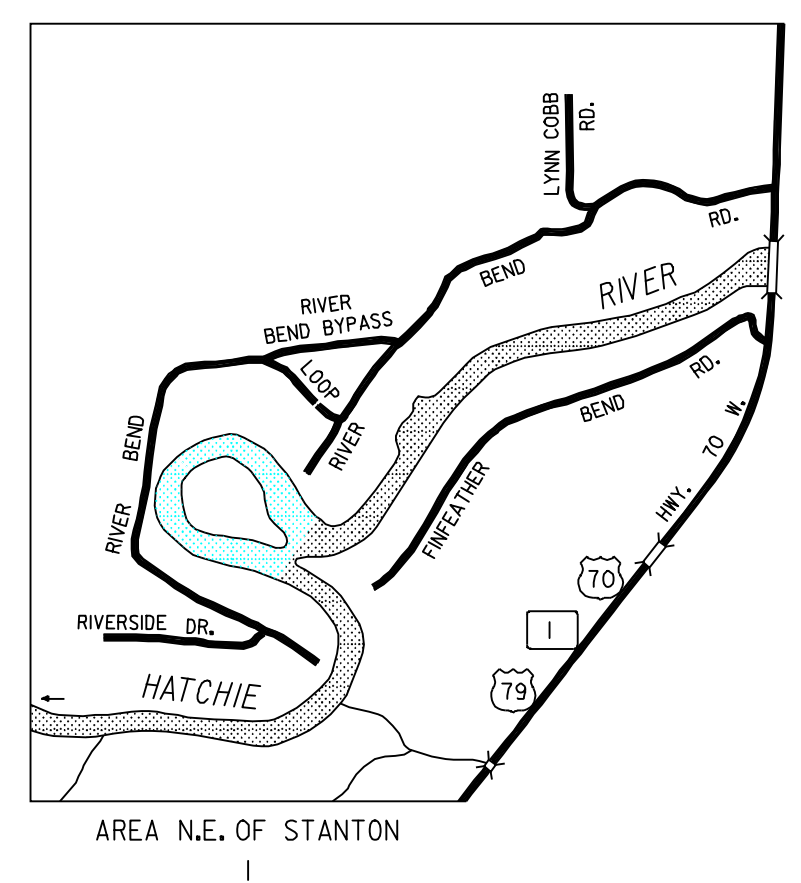 LYNN COBB
RD.
RD.
BEND
RIVER
RIVER
BEND BYPASS
LOOP
RD.
BEND
BEND
RIVER
RIVER
FINFEATHER
HWY. 70 W.
70
1
79
RIVERSIDE DR.
HATCHIE
AREA N.E. OF STANTON
1